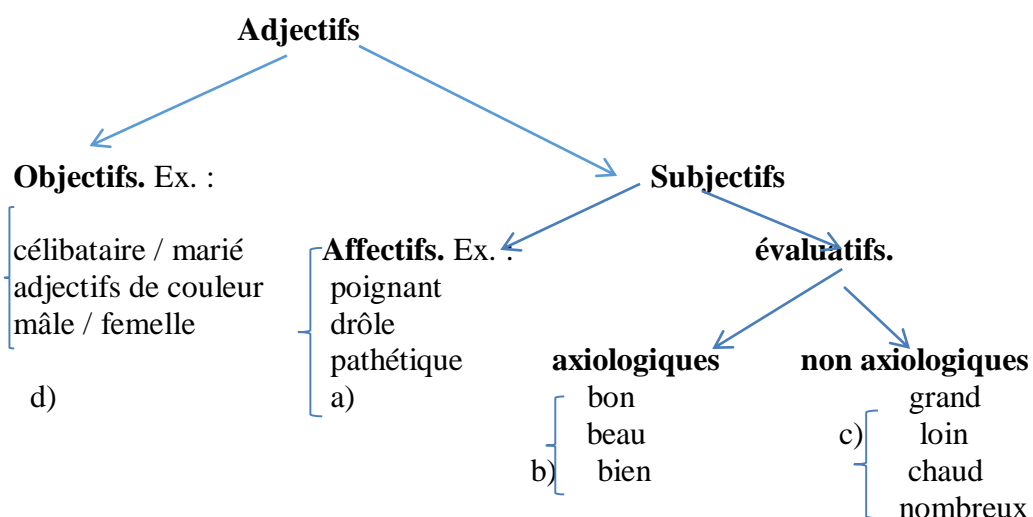 Adjectifs
Objectifs. Ex. :
Subjectifs
célibataire / marié
adjectifs de couleur
mâle / femelle
d)
Affectifs. Ex. :
poignant
drôle
pathétique
a)
évaluatifs.
axiologiques
bon
beau
b) bien
non axiologiques
grand
c) loin
chaud
nombreux